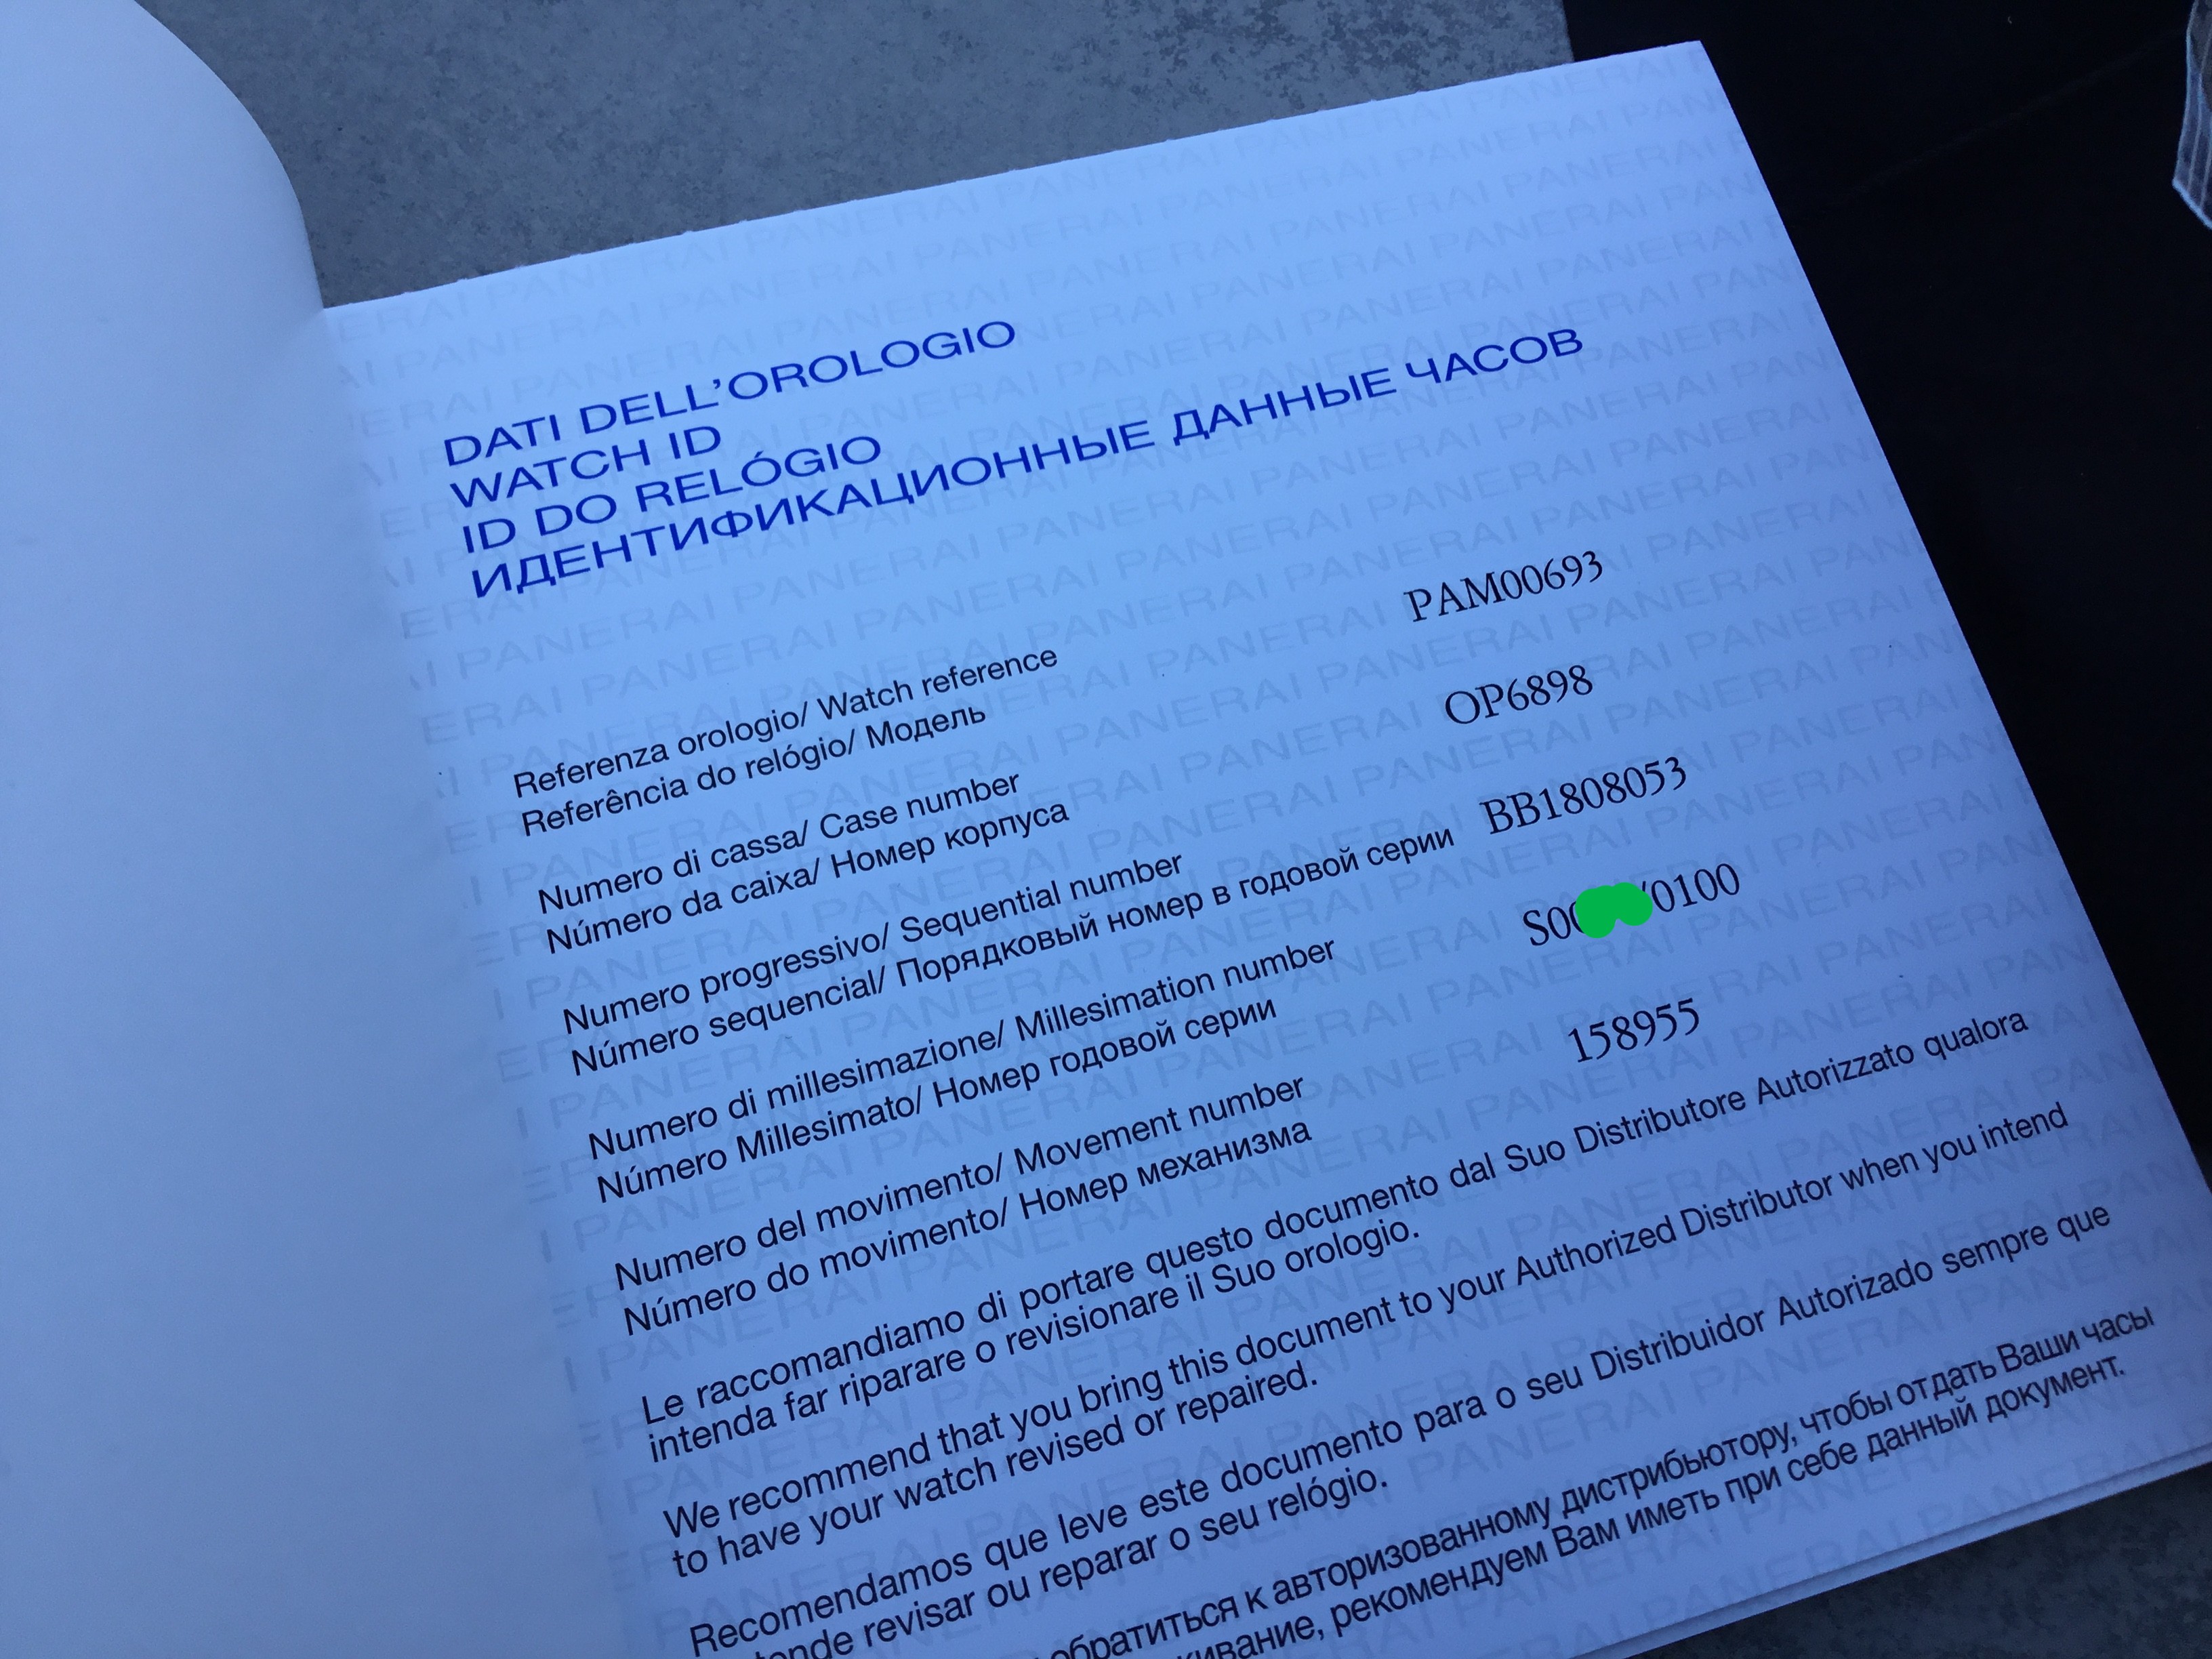 DATI DELL'OROLOGIO
WATCH ID
ID DO RELÓGIO
ИДЕНТИФИКАЦИОННЫЕ ДАННЫЕ ЧАСОВ
Referenza orologio/ Watch reference PAM00693
Referência do relógio/ Модель
Numero di cassa/ Case number OP6898
Número da caixa/ Номер корпуса
Numero progressivo/ Sequential number BB1808053
Número sequencial/ Порядковый номер в годовой серии
Numero di millesimazione/ Millesimation number /0100
Número Millesimato/ Номер годовой серии
Numero del movimento/ Movement number 158955
Número do movimento/ Номер механизма
Le raccomandiamo di portare questo documento dal Suo Distributore Autorizzato qualora
intenda far riparare o revisionare il Suo orologio.
We recommend that you bring this document to your Authorized Distributor when you intend
to have your watch revised or repaired.
Recomendamos que leve este documento para o seu Distribuidor Autorizado sempre que
revisar ou reparar o seu relógio.
обратиться к авторизованному дистрибьютору, чтобы отдать Ваши часы
рекомендуем Вам иметь при себе данный документ.